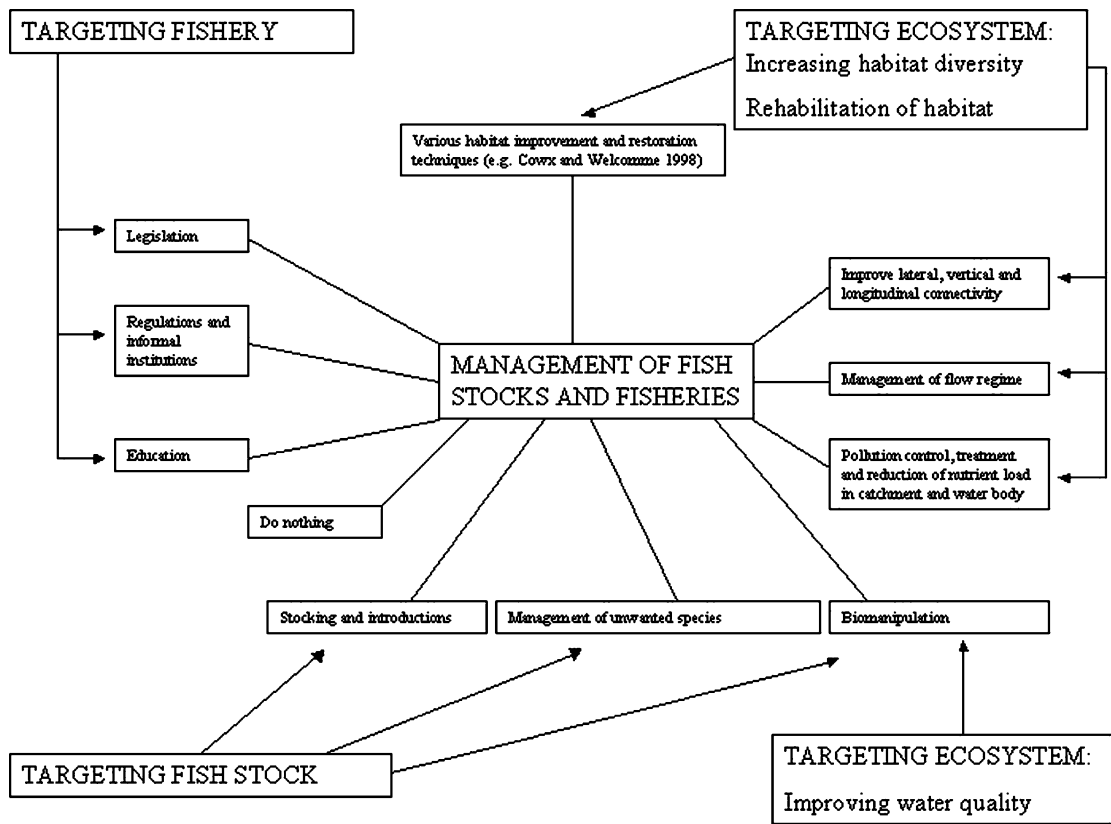 TARGETING FISHERY
TARGETING ECOSYSTEM:
Increasing habitat diversity
Rehabilitation of habitat
Various habitat improvement and restoration
techniques (e.g. Cowx and Welcomme 1998)
Legislation
Improve lateral, vertical and
longitudinal connectivity
Regulations and
informal
institutions
MANAGEMENT OF FISH
STOCKS AND FISHERIES
Management of flow regime
Education
Pollution control, treatment
and reduction of nutrient load
in catchment and water body
Do nothing
Stocking and introductions
Management of unwanted species
Biomanipulation
TARGETING FISH STOCK
TARGETING ECOSYSTEM:
Improving water quality